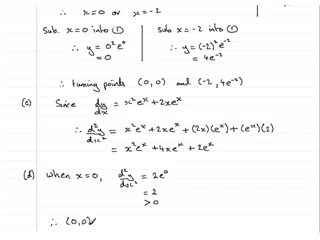 ∴ x=0 or x=-2
Sub. x=0 into ①
∴ y = 0²e⁰
= 0
sub x=-2 into ①
∴ y=(-2)²e⁻²
= 4e⁻²
∴ turning points (0,0) and (-2, 4e⁻²)
(c) Since dy/dx = x²eˣ + 2xeˣ
∴ d²y/dx² = x²eˣ + 2xeˣ + (2x)(eˣ) + (eˣ)(2)
= x²eˣ + 4xeˣ + 2eˣ
(d) when x=0, d²y/dx² = 2e⁰
= 2
> 0
∴ (0,0)